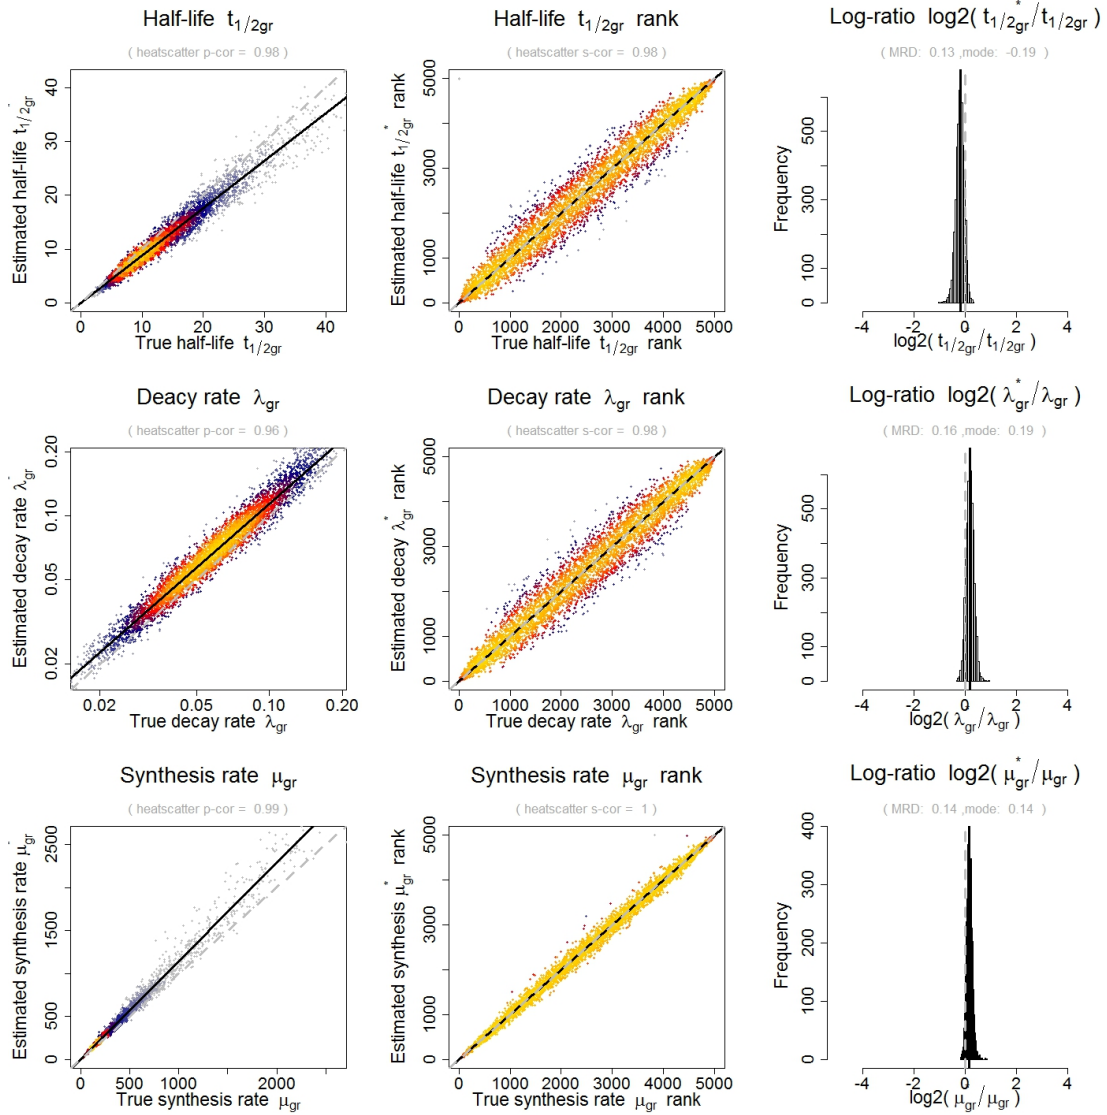 Half-life t1/2gr
( heatscatter p-cor = 0.98 )
Estimated half-life t*1/2gr
40
30
20
10
0
0 10 20 30 40
True half-life t1/2gr
Half-life t1/2gr rank
( heatscatter s-cor = 0.98 )
Estimated half-life t*1/2gr rank
5000
3000
1000
0
0 1000 2000 3000 4000 5000
True half-life t1/2gr rank
Log-ratio log2( t*1/2gr/t1/2gr )
( MRD: 0.13 ,mode: -0.19 )
Frequency
500
300
100
0
-4 -2 0 2 4
log2( t1/2gr/t1/2gr )
Deacy rate λgr
( heatscatter p-cor = 0.96 )
Estimated decay rate λ*gr
0.20
0.10
0.05
0.02
0.02 0.05 0.10 0.20
True decay rate λgr
Decay rate λgr rank
( heatscatter s-cor = 0.98 )
Estimated decay λ*gr rank
5000
3000
1000
0
0 1000 2000 3000 4000 5000
True decay rate λgr rank
Log-ratio log2( λ*gr/λgr )
( MRD: 0.16 ,mode: 0.19 )
Frequency
500
300
100
0
-4 -2 0 2 4
log2( λgr/λgr )
Synthesis rate μgr
( heatscatter p-cor = 0.99 )
Estimated synthesis rate μ*gr
2500
1500
500
0
0 500 1000 2000
True synthesis rate μgr
Synthesis rate μgr rank
( heatscatter s-cor = 1 )
Estimated synthesis μ*gr rank
5000
3000
1000
0
0 1000 2000 3000 4000 5000
True synthesis rate μgr rank
Log-ratio log2( μ*gr/μgr )
( MRD: 0.14 ,mode: 0.14 )
Frequency
400
300
200
100
0
-4 -2 0 2 4
log2( μgr/μgr )